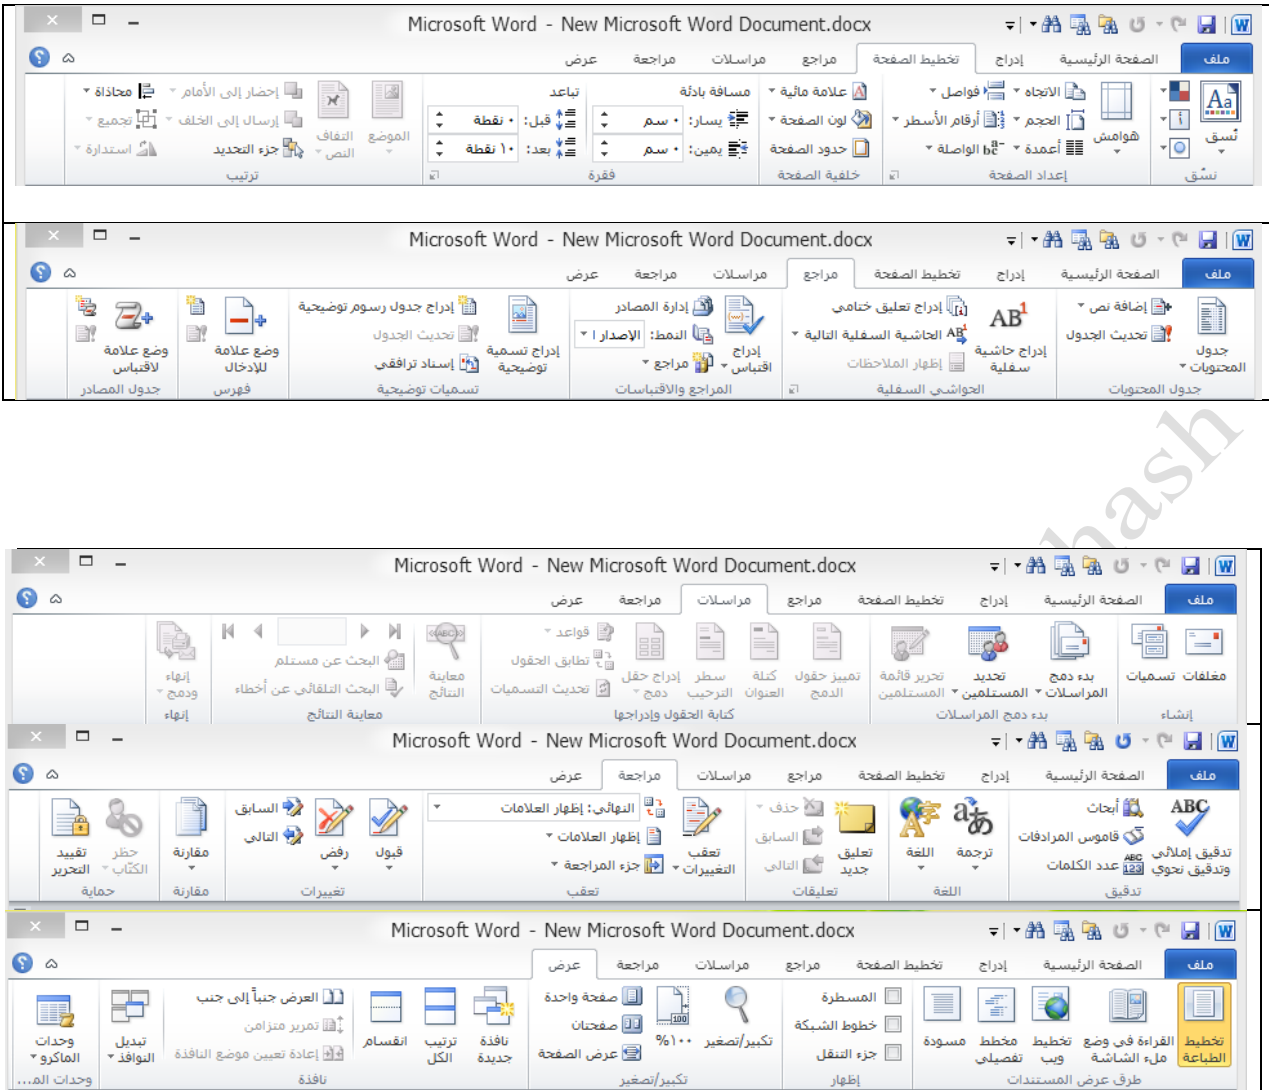 Microsoft Word - New Microsoft Word Document.docx
ملف الصفحة الرئيسية إدراج تخطيط الصفحة مراجع مراسلات مراجعة عرض
نُسق هوامش الاتجاه فواصل علامة مائية مسافة بادئة تباعد إحضار إلى الأمام محاذاة
الحجم أرقام الأسطر لون الصفحة يسار: ٠ سم قبل: ٠ نقطة الموضع التفاف النص إرسال إلى الخلف تجميع
أعمدة الواصلة حدود الصفحة يمين: ٠ سم بعد: ١٠ نقطة جزء التحديد استدارة
نسّق إعداد الصفحة خلفية الصفحة فقرة ترتيب
Microsoft Word - New Microsoft Word Document.docx
ملف الصفحة الرئيسية إدراج تخطيط الصفحة مراجع مراسلات مراجعة عرض
إضافة نص إدراج تعليق ختامي إدارة المصادر إدراج جدول رسوم توضيحية
تحديث الجدول الحاشية السفلية التالية النمط: الإصدار ا تحديث الجدول
جدول المحتويات إدراج حاشية سفلية إظهار الملاحظات إدراج اقتباس مراجع إدراج تسمية توضيحية إسناد ترافقي وضع علامة للإدخال وضع علامة لاقتباس
جدول المحتويات الحواشي السفلية المراجع والاقتباسات تسميات توضيحية فهرس جدول المصادر
hash
Microsoft Word - New Microsoft Word Document.docx
ملف الصفحة الرئيسية إدراج تخطيط الصفحة مراجع مراسلات مراجعة عرض
مغلفات تسميات بدء دمج المراسلات تحديد المستلمين تحرير قائمة المستلمين تمييز حقول الدمج كتلة العنوان سطر الترحيب إدراج حقل دمج قواعد
تطابق الحقول
تحديث التسميات معاينة النتائج البحث عن مستلم
البحث التلقائي عن أخطاء إنهاء ودمج
إنشاء بدء دمج المراسلات كتابة الحقول وإدراجها معاينة النتائج إنهاء
Microsoft Word - New Microsoft Word Document.docx
ملف الصفحة الرئيسية إدراج تخطيط الصفحة مراجع مراسلات مراجعة عرض
أبحاث حذف النهائي: إظهار العلامات السابق
قاموس المرادفات السابق إظهار العلامات التالي
تدقيق إملائي وتدقيق نحوي عدد الكلمات ترجمة اللغة تعليق جديد التالي تعقب التغييرات جزء المراجعة قبول رفض مقارنة حظر الكتّاب تقييد التحرير
تدقيق اللغة تعليقات تعقب تغييرات مقارنة حماية
Microsoft Word - New Microsoft Word Document.docx
ملف الصفحة الرئيسية إدراج تخطيط الصفحة مراجع مراسلات مراجعة عرض
المسطرة صفحة واحدة العرض جنباً إلى جنب
خطوط الشبكة صفحتان تمرير متزامن
تخطيط الطباعة القراءة في وضع ملء الشاشة تخطيط ويب مخطط تفصيلي مسودة جزء التنقل تكبير/تصغير ١٠٠% عرض الصفحة نافذة جديدة ترتيب الكل انقسام إعادة تعيين موضع النافذة تبديل النوافذ وحدات الماكرو
طرق عرض المستندات إظهار تكبير/تصغير نافذة وحدات الم...